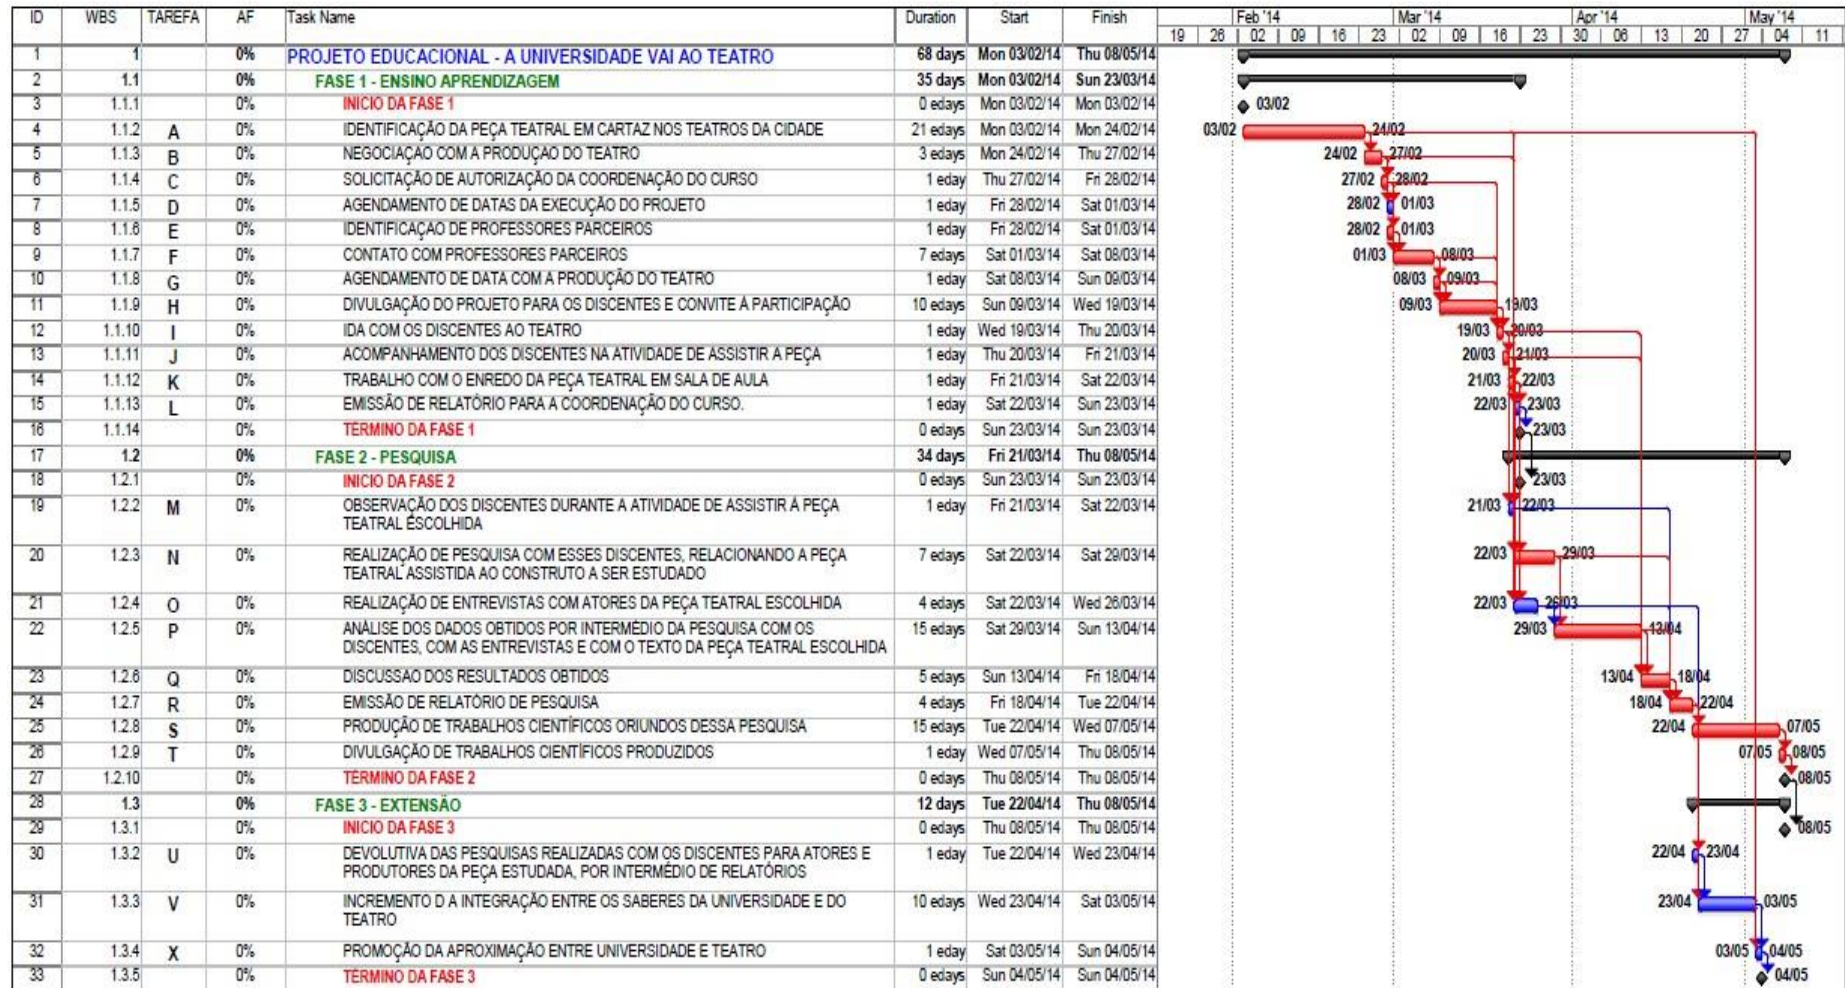 ID WBS TAREFA AF Task Name Duration Start Finish Feb '14 Mar '14 Apr '14 May '14
19 26 02 09 16 23 02 09 16 23 30 06 13 20 27 04 11
1 1 0% PROJETO EDUCACIONAL - A UNIVERSIDADE VAI AO TEATRO 68 days Mon 03/02/14 Thu 08/05/14
2 1.1 0% FASE 1 - ENSINO APRENDIZAGEM 35 days Mon 03/02/14 Sun 23/03/14
3 1.1.1 0% INICIO DA FASE 1 0 edays Mon 03/02/14 Mon 03/02/14 03/02
4 1.1.2 A 0% IDENTIFICAÇÃO DA PEÇA TEATRAL EM CARTAZ NOS TEATROS DA CIDADE 21 edays Mon 03/02/14 Mon 24/02/14 03/02 24/02
5 1.1.3 B 0% NEGOCIAÇÃO COM A PRODUÇÃO DO TEATRO 3 edays Mon 24/02/14 Thu 27/02/14 24/02 27/02
6 1.1.4 C 0% SOLICITAÇÃO DE AUTORIZAÇÃO DA COORDENAÇÃO DO CURSO 1 eday Thu 27/02/14 Fri 28/02/14 27/02 28/02
7 1.1.5 D 0% AGENDAMENTO DE DATAS DA EXECUÇÃO DO PROJETO 1 eday Fri 28/02/14 Sat 01/03/14 28/02 01/03
8 1.1.6 E 0% IDENTIFICAÇAO DE PROFESSORES PARCEIROS 1 eday Fri 28/02/14 Sat 01/03/14 28/02 01/03
9 1.1.7 F 0% CONTATO COM PROFESSORES PARCEIROS 7 edays Sat 01/03/14 Sat 08/03/14 01/03 08/03
10 1.1.8 G 0% AGENDAMENTO DE DATA COM A PRODUÇÃO DO TEATRO 1 eday Sat 08/03/14 Sun 09/03/14 08/03 09/03
11 1.1.9 H 0% DIVULGAÇÃO DO PROJETO PARA OS DISCENTES E CONVITE À PARTICIPAÇÃO 10 edays Sun 09/03/14 Wed 19/03/14 09/03 19/03
12 1.1.10 I 0% IDA COM OS DISCENTES AO TEATRO 1 eday Wed 19/03/14 Thu 20/03/14 19/03 20/03
13 1.1.11 J 0% ACOMPANHAMENTO DOS DISCENTES NA ATIVIDADE DE ASSISTIR A PEÇA 1 eday Thu 20/03/14 Fri 21/03/14 20/03 21/03
14 1.1.12 K 0% TRABALHO COM O ENREDO DA PEÇA TEATRAL EM SALA DE AULA 1 eday Fri 21/03/14 Sat 22/03/14 21/03 22/03
15 1.1.13 L 0% EMISSÃO DE RELATÓRIO PARA A COORDENAÇÃO DO CURSO. 1 eday Sat 22/03/14 Sun 23/03/14 22/03 23/03
16 1.1.14 0% TÉRMINO DA FASE 1 0 edays Sun 23/03/14 Sun 23/03/14 23/03
17 1.2 0% FASE 2 - PESQUISA 34 days Fri 21/03/14 Thu 08/05/14
18 1.2.1 0% INICIO DA FASE 2 0 edays Sun 23/03/14 Sun 23/03/14 23/03
19 1.2.2 M 0% OBSERVAÇÃO DOS DISCENTES DURANTE A ATIVIDADE DE ASSISTIR À PEÇA 1 eday Fri 21/03/14 Sat 22/03/14 21/03 22/03
TEATRAL ESCOLHIDA
20 1.2.3 N 0% REALIZAÇÃO DE PESQUISA COM ESSES DISCENTES, RELACIONANDO A PEÇA 7 edays Sat 22/03/14 Sat 29/03/14 22/03 29/03
TEATRAL ASSISTIDA AO CONSTRUTO A SER ESTUDADO
21 1.2.4 O 0% REALIZAÇÃO DE ENTREVISTAS COM ATORES DA PEÇA TEATRAL ESCOLHIDA 4 edays Sat 22/03/14 Wed 26/03/14 22/03 26/03
22 1.2.5 P 0% ANÁLISE DOS DADOS OBTIDOS POR INTERMÉDIO DA PESQUISA COM OS 15 edays Sat 29/03/14 Sun 13/04/14 29/03 13/04
DISCENTES, COM AS ENTREVISTAS E COM O TEXTO DA PEÇA TEATRAL ESCOLHIDA
23 1.2.6 Q 0% DISCUSSAO DOS RESULTADOS OBTIDOS 5 edays Sun 13/04/14 Fri 18/04/14 13/04 18/04
24 1.2.7 R 0% EMISSÃO DE RELATÓRIO DE PESQUISA 4 edays Fri 18/04/14 Tue 22/04/14 18/04 22/04
25 1.2.8 S 0% PRODUÇÃO DE TRABALHOS CIENTÍFICOS ORIUNDOS DESSA PESQUISA 15 edays Tue 22/04/14 Wed 07/05/14 22/04 07/05
26 1.2.9 T 0% DIVULGAÇÃO DE TRABALHOS CIENTÍFICOS PRODUZIDOS 1 eday Wed 07/05/14 Thu 08/05/14 07/05 08/05
27 1.2.10 0% TÉRMINO DA FASE 2 0 edays Thu 08/05/14 Thu 08/05/14 08/05
28 1.3 0% FASE 3 - EXTENSÃO 12 days Tue 22/04/14 Thu 08/05/14
29 1.3.1 0% INICIO DA FASE 3 0 edays Thu 08/05/14 Thu 08/05/14 08/05
30 1.3.2 U 0% DEVOLUTIVA DAS PESQUISAS REALIZADAS COM OS DISCENTES PARA ATORES E 1 eday Tue 22/04/14 Wed 23/04/14 22/04 23/04
PRODUTORES DA PEÇA ESTUDADA, POR INTERMÉDIO DE RELATÓRIOS
31 1.3.3 V 0% INCREMENTO D A INTEGRAÇÃO ENTRE OS SABERES DA UNIVERSIDADE E DO 10 edays Wed 23/04/14 Sat 03/05/14 23/04 03/05
TEATRO
32 1.3.4 X 0% PROMOÇÃO DA APROXIMAÇÃO ENTRE UNIVERSIDADE E TEATRO 1 eday Sat 03/05/14 Sun 04/05/14 03/05 04/05
33 1.3.5 0% TÉRMINO DA FASE 3 0 edays Sun 04/05/14 Sun 04/05/14 04/05